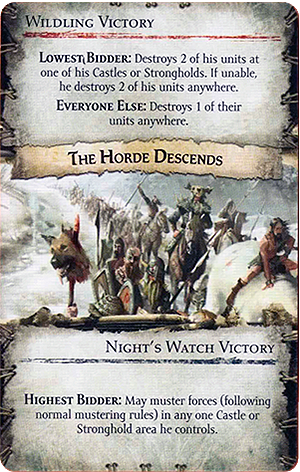 Wildling Victory
Lowest Bidder: Destroys 2 of his units at
one of his Castles or Strongholds. If unable,
he destroys 2 of his units anywhere.
Everyone Else: Destroys 1 of their
units anywhere.
The Horde Descends
Night's Watch Victory
Highest Bidder: May muster forces (following
normal mustering rules) in any one Castle or
Stronghold area he controls.